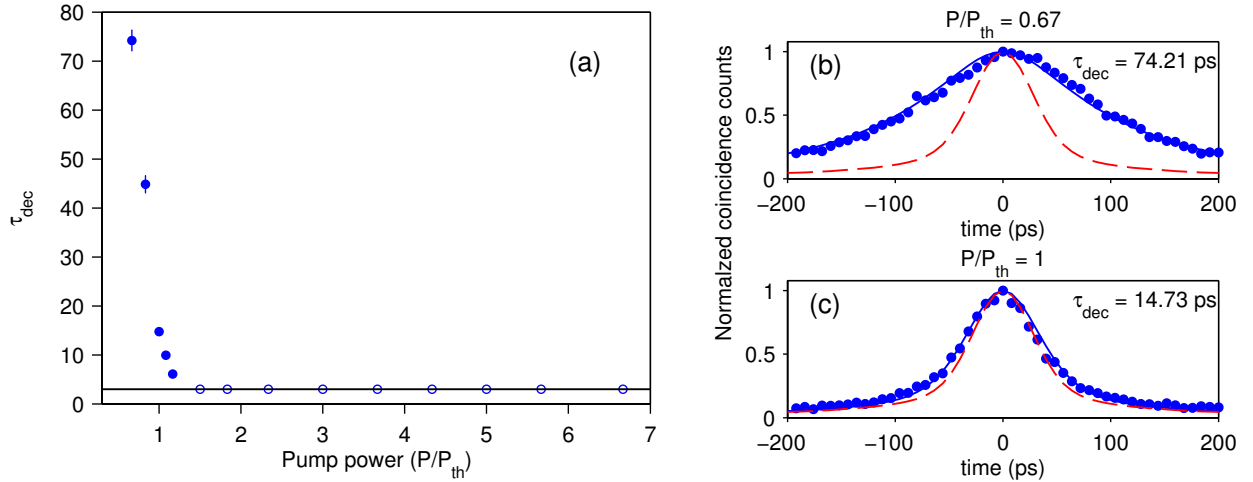 80
70
60
50
40
30
20
10
0
τdec
(a)
1 2 3 4 5 6 7
Pump power (P/Pth)
Normalzed coincidence counts
P/Pth = 0.67
(b)
τdec = 74.21 ps
1
0.5
0
−200 −100 0 100 200
time (ps)
P/Pth = 1
(c)
τdec = 14.73 ps
1
0.5
0
−200 −100 0 100 200
time (ps)